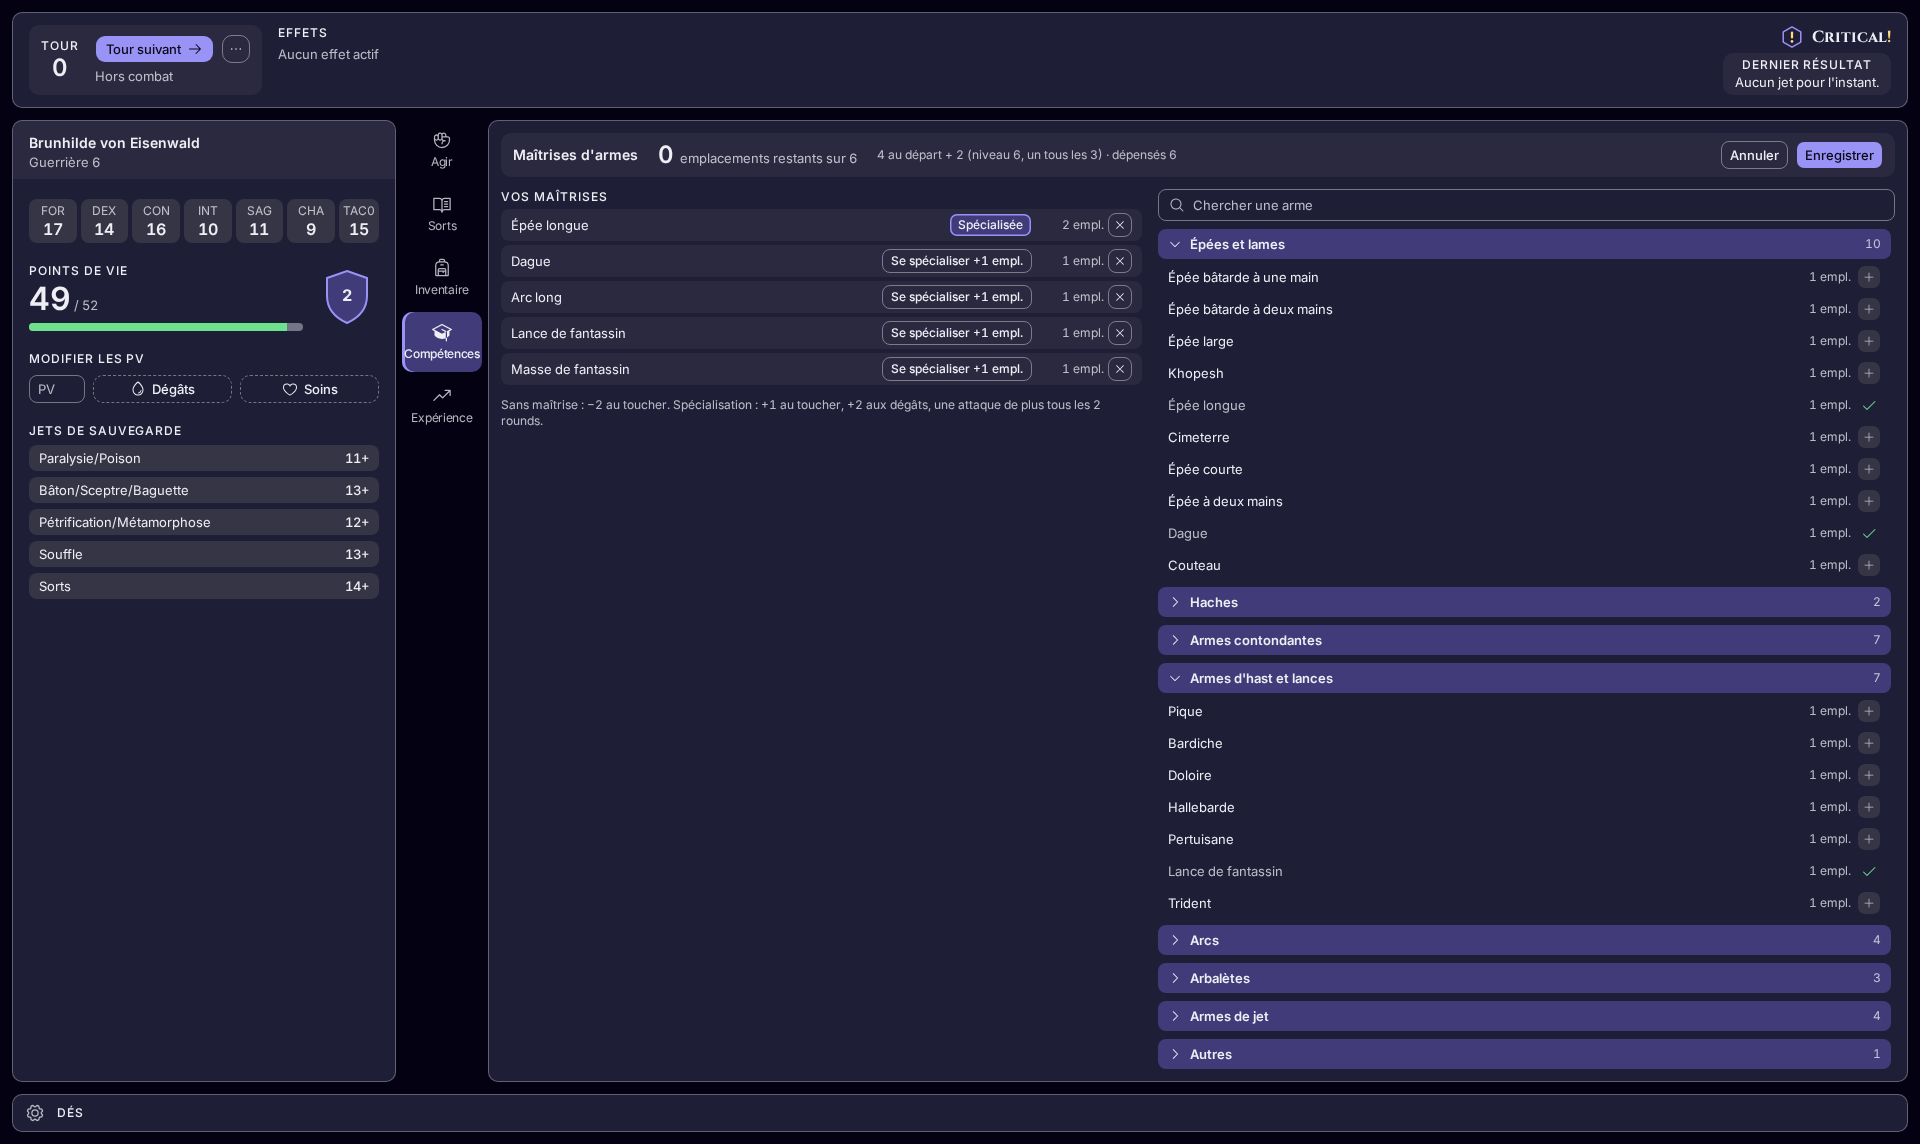 TOUR
0
Tour suivant
Hors combat
EFFETS
Aucun effet actif
CRITICAL!
DERNIER RÉSULTAT
Aucun jet pour l'instant.
Brunhilde von Eisenwald
Guerrière 6
FOR DEX CON INT SAG CHA TAC0
17 14 16 10 11 9 15
POINTS DE VIE
49 / 52
2
MODIFIER LES PV
PV Dégâts Soins
JETS DE SAUVEGARDE
Paralysie/Poison 11+
Bâton/Sceptre/Baguette 13+
Pétrification/Métamorphose 12+
Souffle 13+
Sorts 14+
Agir
Sorts
Inventaire
Compétences
Expérience
Maîtrises d'armes 0 emplacements restants sur 6 4 au départ + 2 (niveau 6, un tous les 3) · dépensés 6 Annuler Enregistrer
VOS MAÎTRISES
Épée longue Spécialisée 2 empl.
Dague Se spécialiser +1 empl. 1 empl.
Arc long Se spécialiser +1 empl. 1 empl.
Lance de fantassin Se spécialiser +1 empl. 1 empl.
Masse de fantassin Se spécialiser +1 empl. 1 empl.
Sans maîtrise : −2 au toucher. Spécialisation : +1 au toucher, +2 aux dégâts, une attaque de plus tous les 2
rounds.
Chercher une arme
Épées et lames 10
Épée bâtarde à une main 1 empl.
Épée bâtarde à deux mains 1 empl.
Épée large 1 empl.
Khopesh 1 empl.
Épée longue 1 empl.
Cimeterre 1 empl.
Épée courte 1 empl.
Épée à deux mains 1 empl.
Dague 1 empl.
Couteau 1 empl.
Haches 2
Armes contondantes 7
Armes d'hast et lances 7
Pique 1 empl.
Bardiche 1 empl.
Doloire 1 empl.
Hallebarde 1 empl.
Pertuisane 1 empl.
Lance de fantassin 1 empl.
Trident 1 empl.
Arcs 4
Arbalètes 3
Armes de jet 4
Autres 1
DÉS